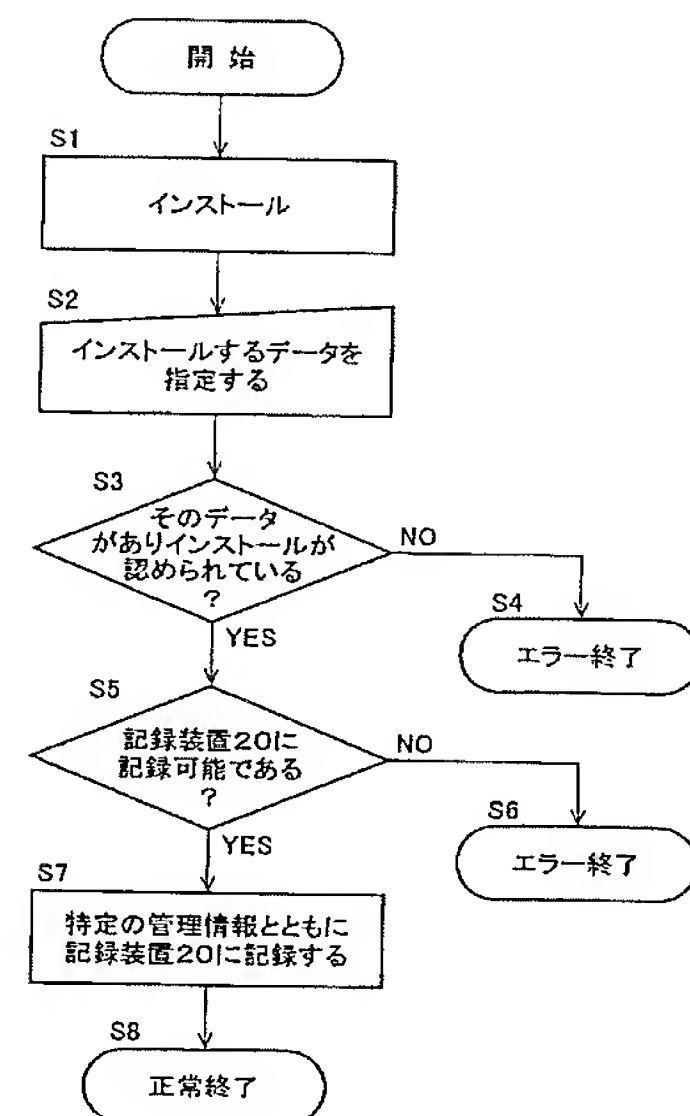 開 始
S1
インストール
S2
インストールするデータを
指定する
S3
そのデータ
がありインストールが
認められている
?
NO
S4
エラー終了
YES
S5
記録装置20に
記録可能である
?
NO
S6
エラー終了
YES
S7
特定の管理情報とともに
記録装置20に記録する
S8
正常終了